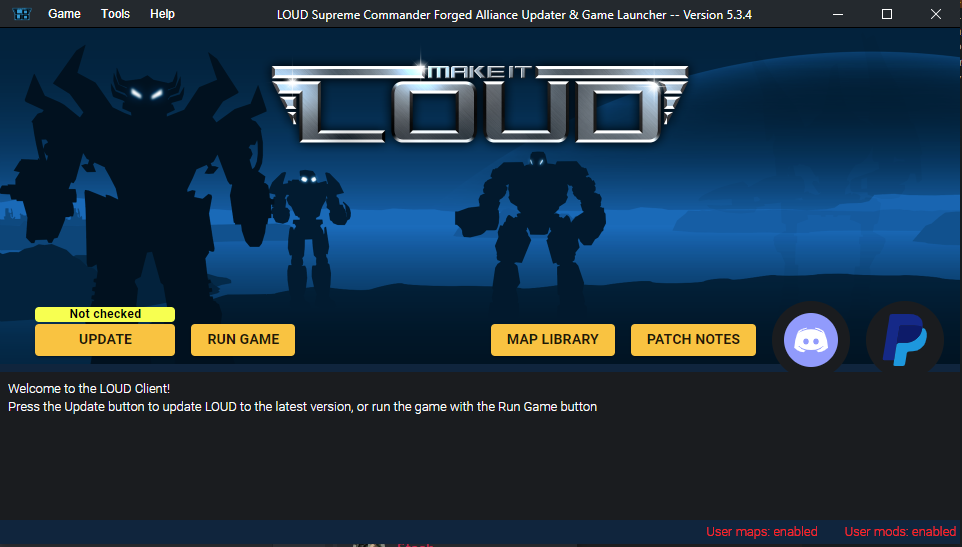 Game Tools Help LOUD Supreme Commander Forged Alliance Updater & Game Launcher -- Version 5.3.4
MAKE IT
LOUD
Not checked
UPDATE RUN GAME MAP LIBRARY PATCH NOTES
Welcome to the LOUD Client!
Press the Update button to update LOUD to the latest version, or run the game with the Run Game button
User maps: enabled User mods: enabled